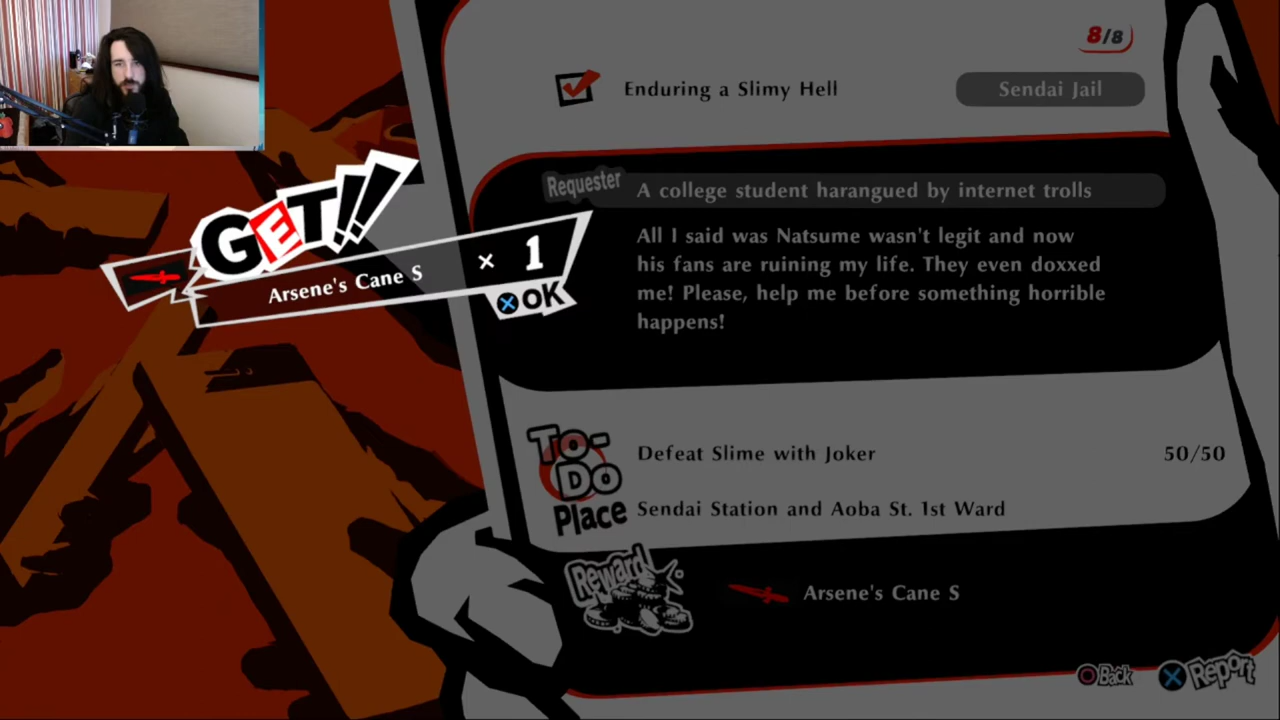 8/8
Enduring a Slimy Hell
Sendai Jail
Requester
A college student harangued by internet trolls
All I said was Natsume wasn't legit and now
his fans are ruining my life. They even doxxed
me! Please, help me before something horrible
happens!
GET!!
Arsene's Cane S × 1
OK
To-Do
Defeat Slime with Joker 50/50
Place
Sendai Station and Aoba St. 1st Ward
Reward
Arsene's Cane S
Back
Report